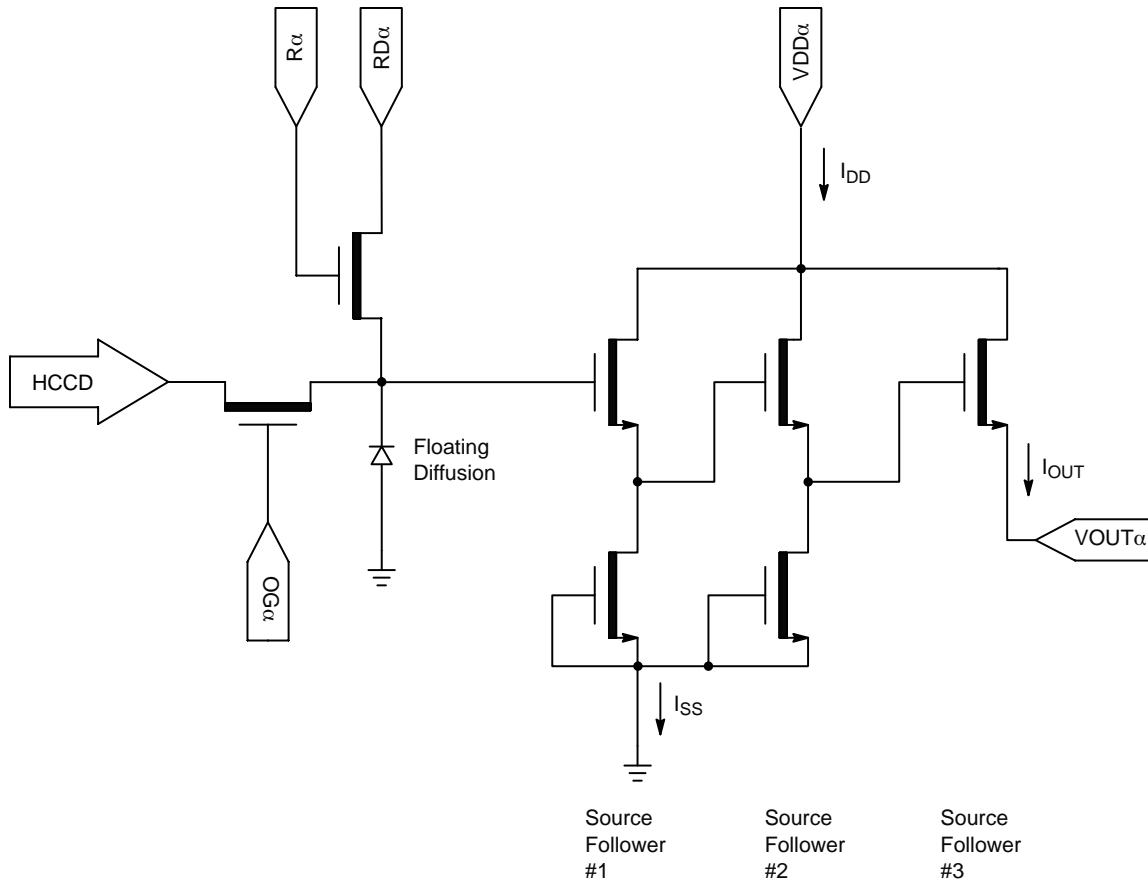 Rα
RDα
VDDα
IDD
HCCD
Floating
Diffusion
IOUT
VOUTα
OGα
ISS
Source
Follower
#1
Source
Follower
#2
Source
Follower
#3